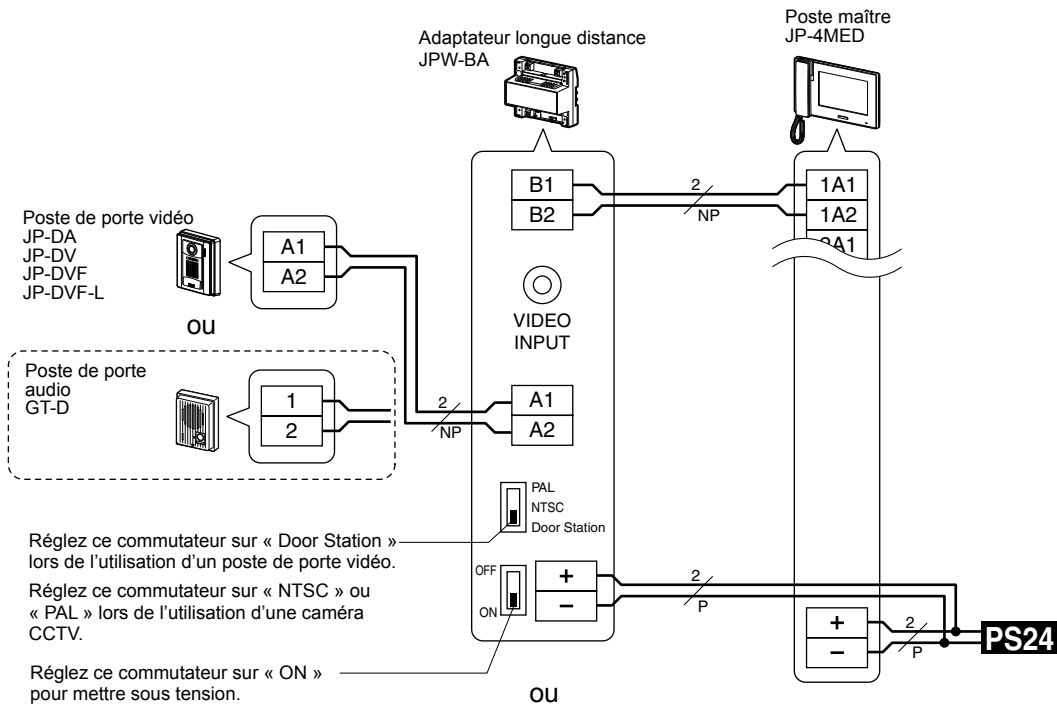 Poste maître
JP-4MED
Adaptateur longue distance
JPW-BA
B1
B2
2
NP
1A1
1A2
2A1
Poste de porte vidéo
JP-DA
JP-DV
JP-DVF
JP-DVF-L
A1
A2
ou
VIDEO
INPUT
Poste de porte
audio
GT-D
1
2
2
NP
A1
A2
PAL
NTSC
Door Station
Réglez ce commutateur sur « Door Station »
lors de l’utilisation d’un poste de porte vidéo.
Réglez ce commutateur sur « NTSC » ou
« PAL » lors de l’utilisation d’une caméra
CCTV.
OFF
ON
+
–
2
P
+
–
2
P
PS24
Réglez ce commutateur sur « ON »
pour mettre sous tension.
ou